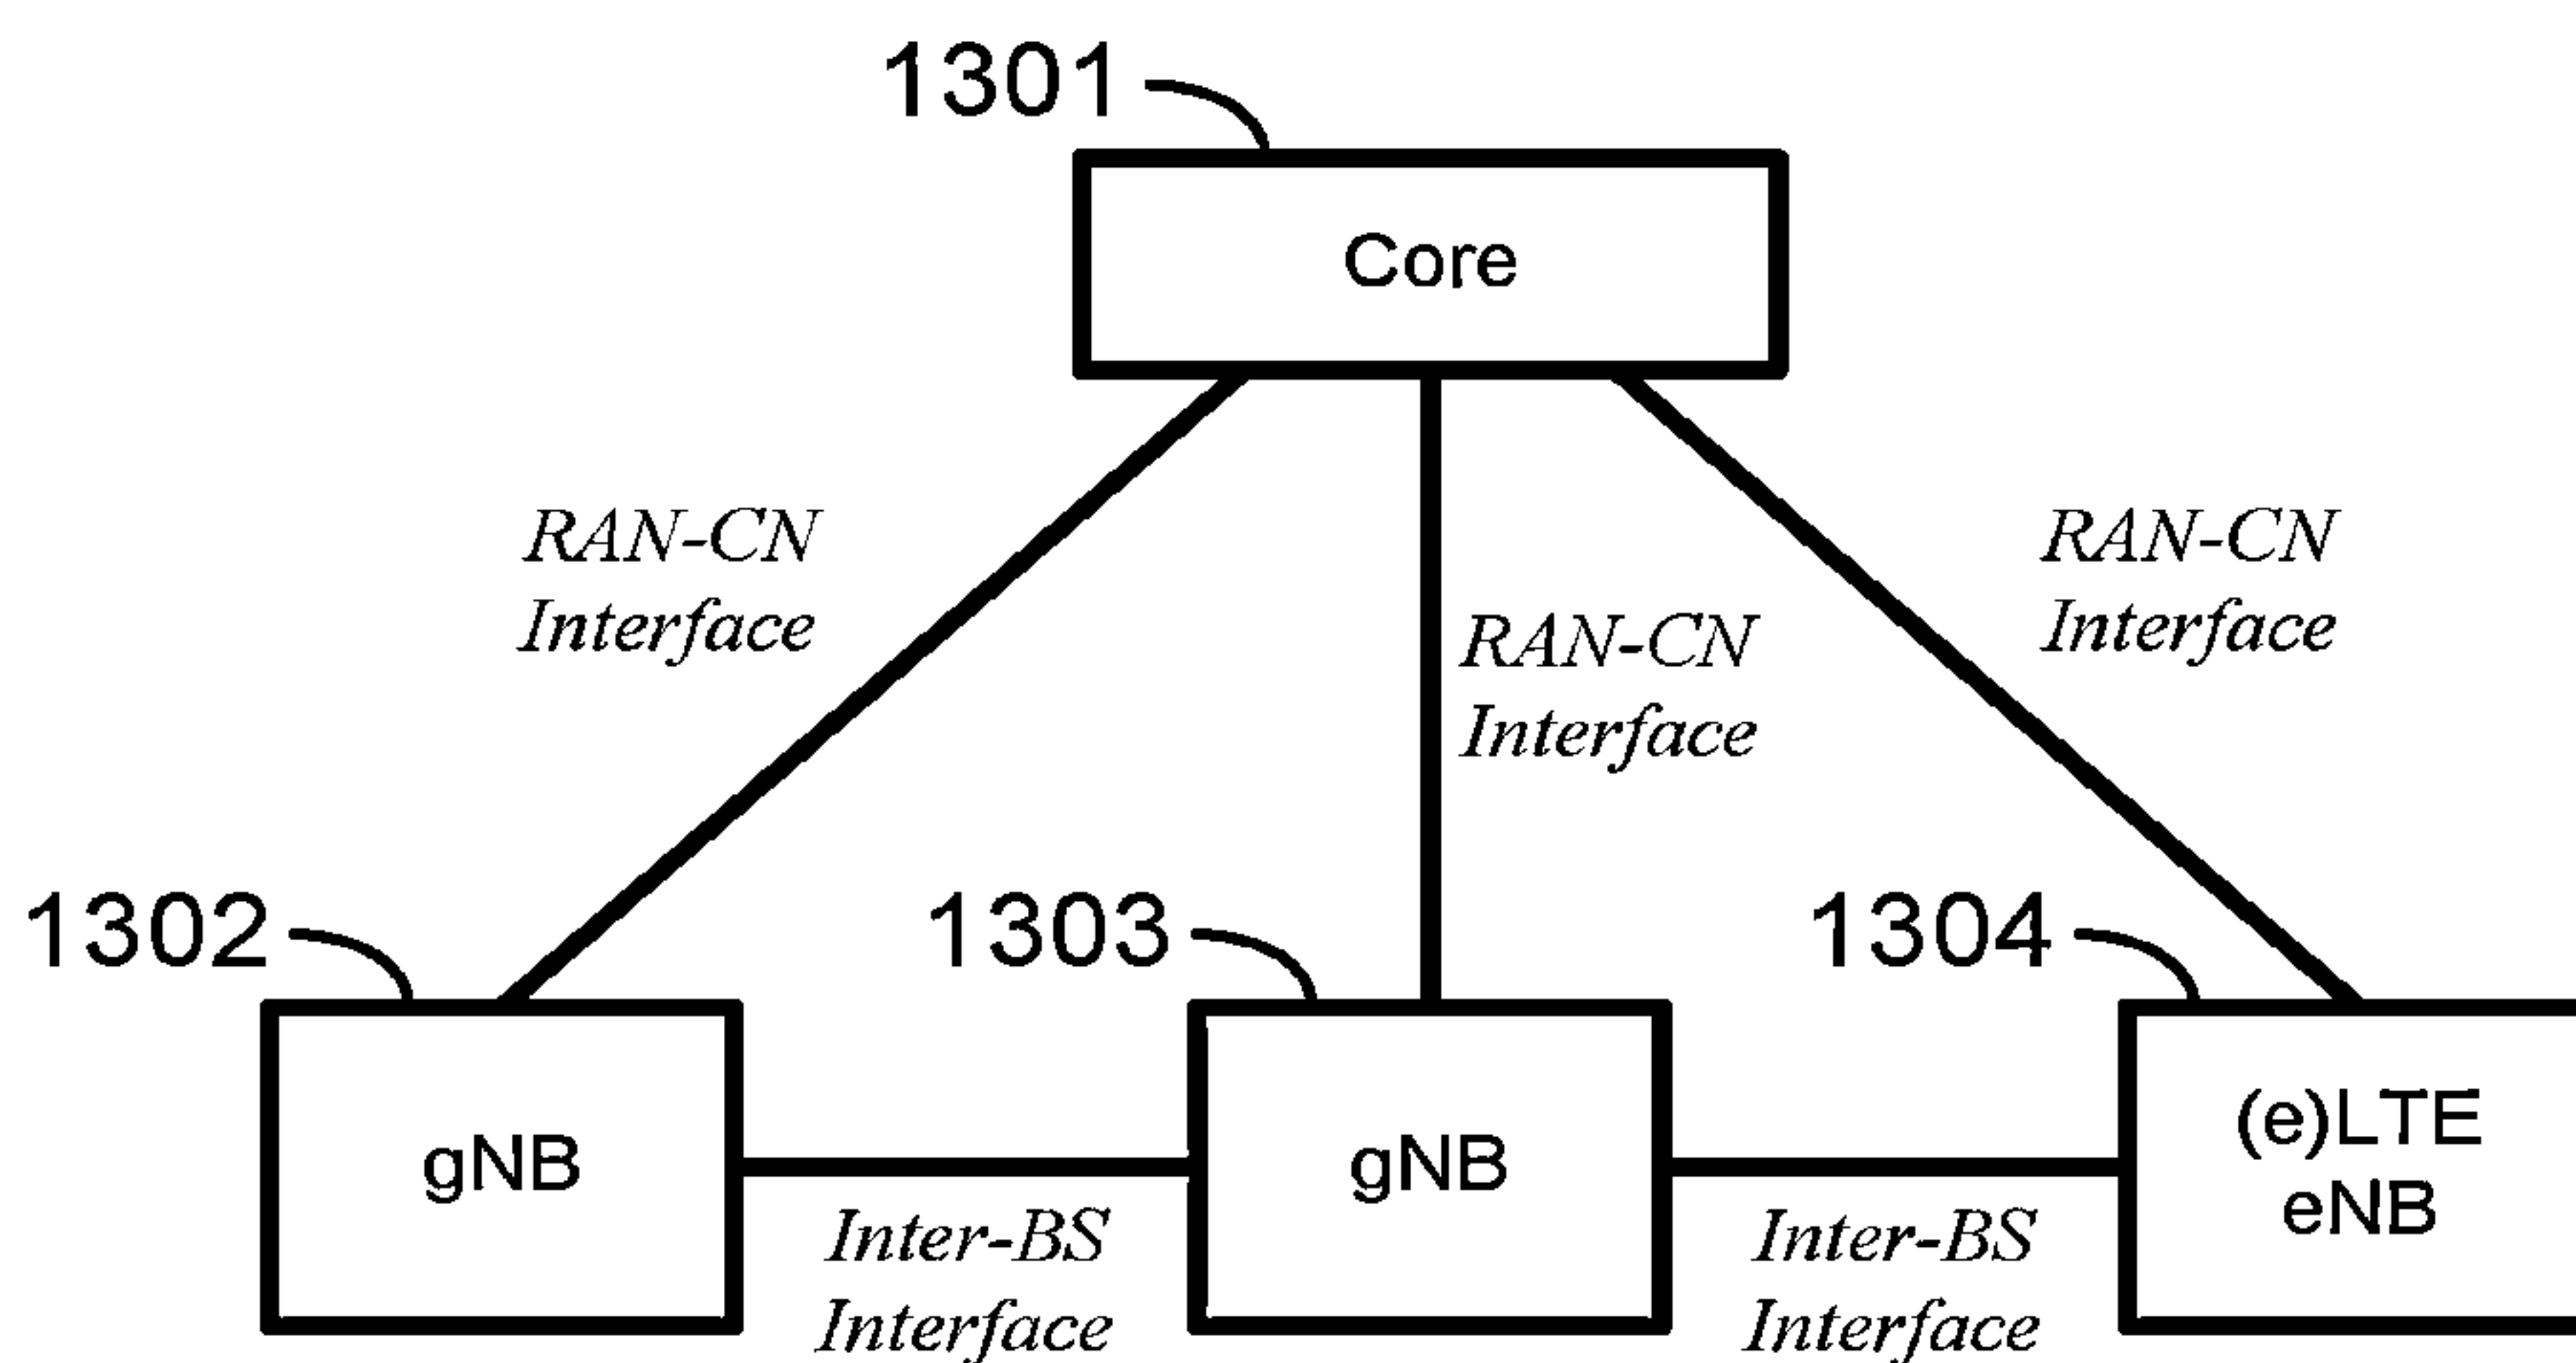 1301
Core
RAN-CN
Interface
RAN-CN
Interface
RAN-CN
Interface
1302
1303
1304
gNB
gNB
(e)LTE
eNB
Inter-BS
Interface
Inter-BS
Interface